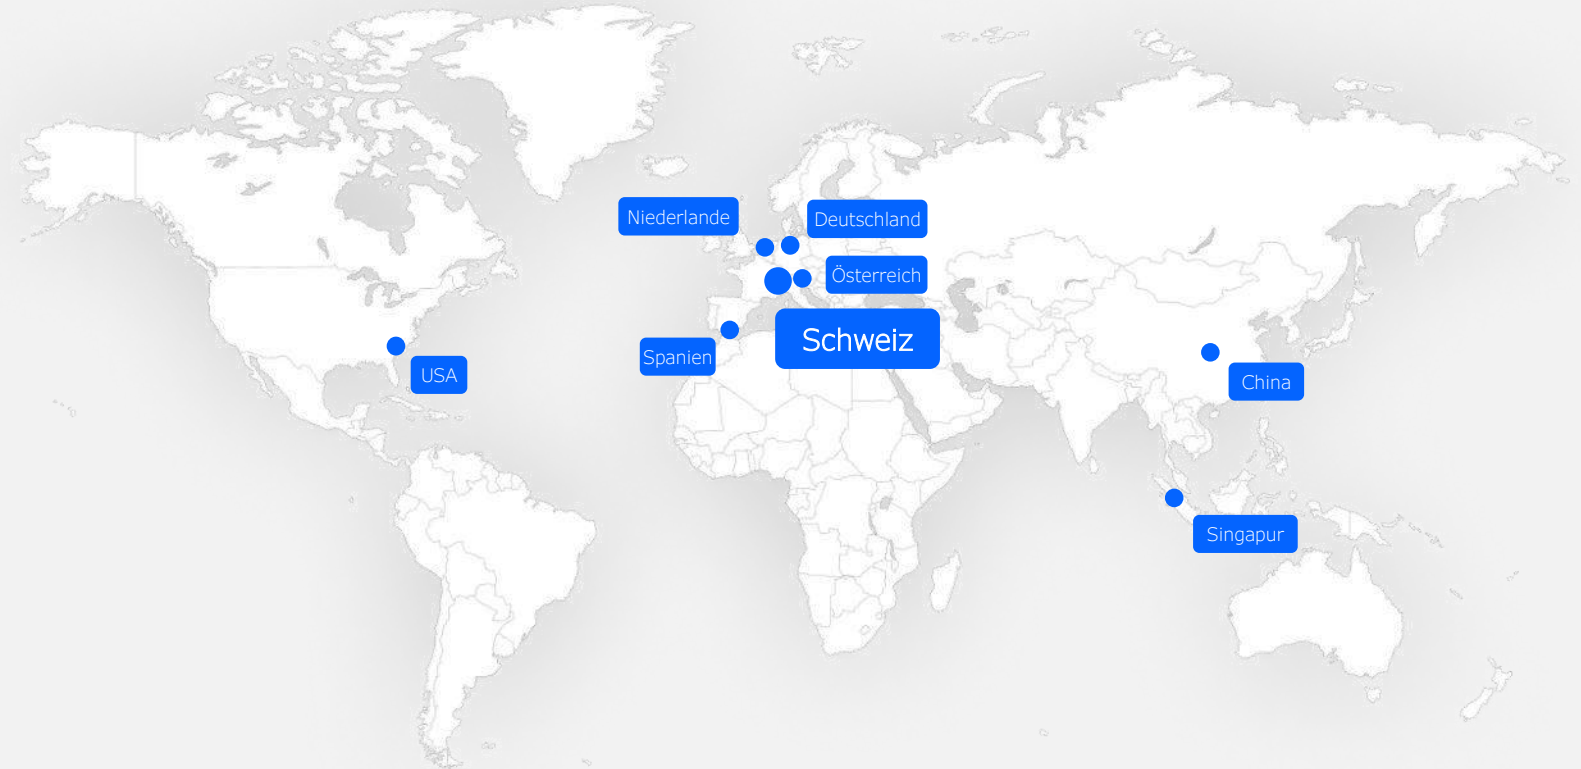 Niederlande
Deutschland
Österreich
Schweiz
Spanien
USA
China
Singapur